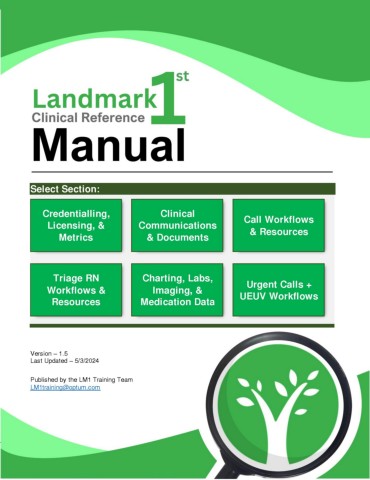 Landmark 1st
Clinical Reference
Manual
Select Section:
Credentialling,
Licensing, &
Metrics
Clinical
Communications
& Documents
Call Workflows
& Resources
Triage RN
Workflows &
Resources
Charting, Labs,
Imaging, &
Medication Data
Urgent Calls +
UEUV Workflows
Version – 1.5
Last Updated – 5/3/2024
Published by the LM1 Training Team
LM1training@optum.com